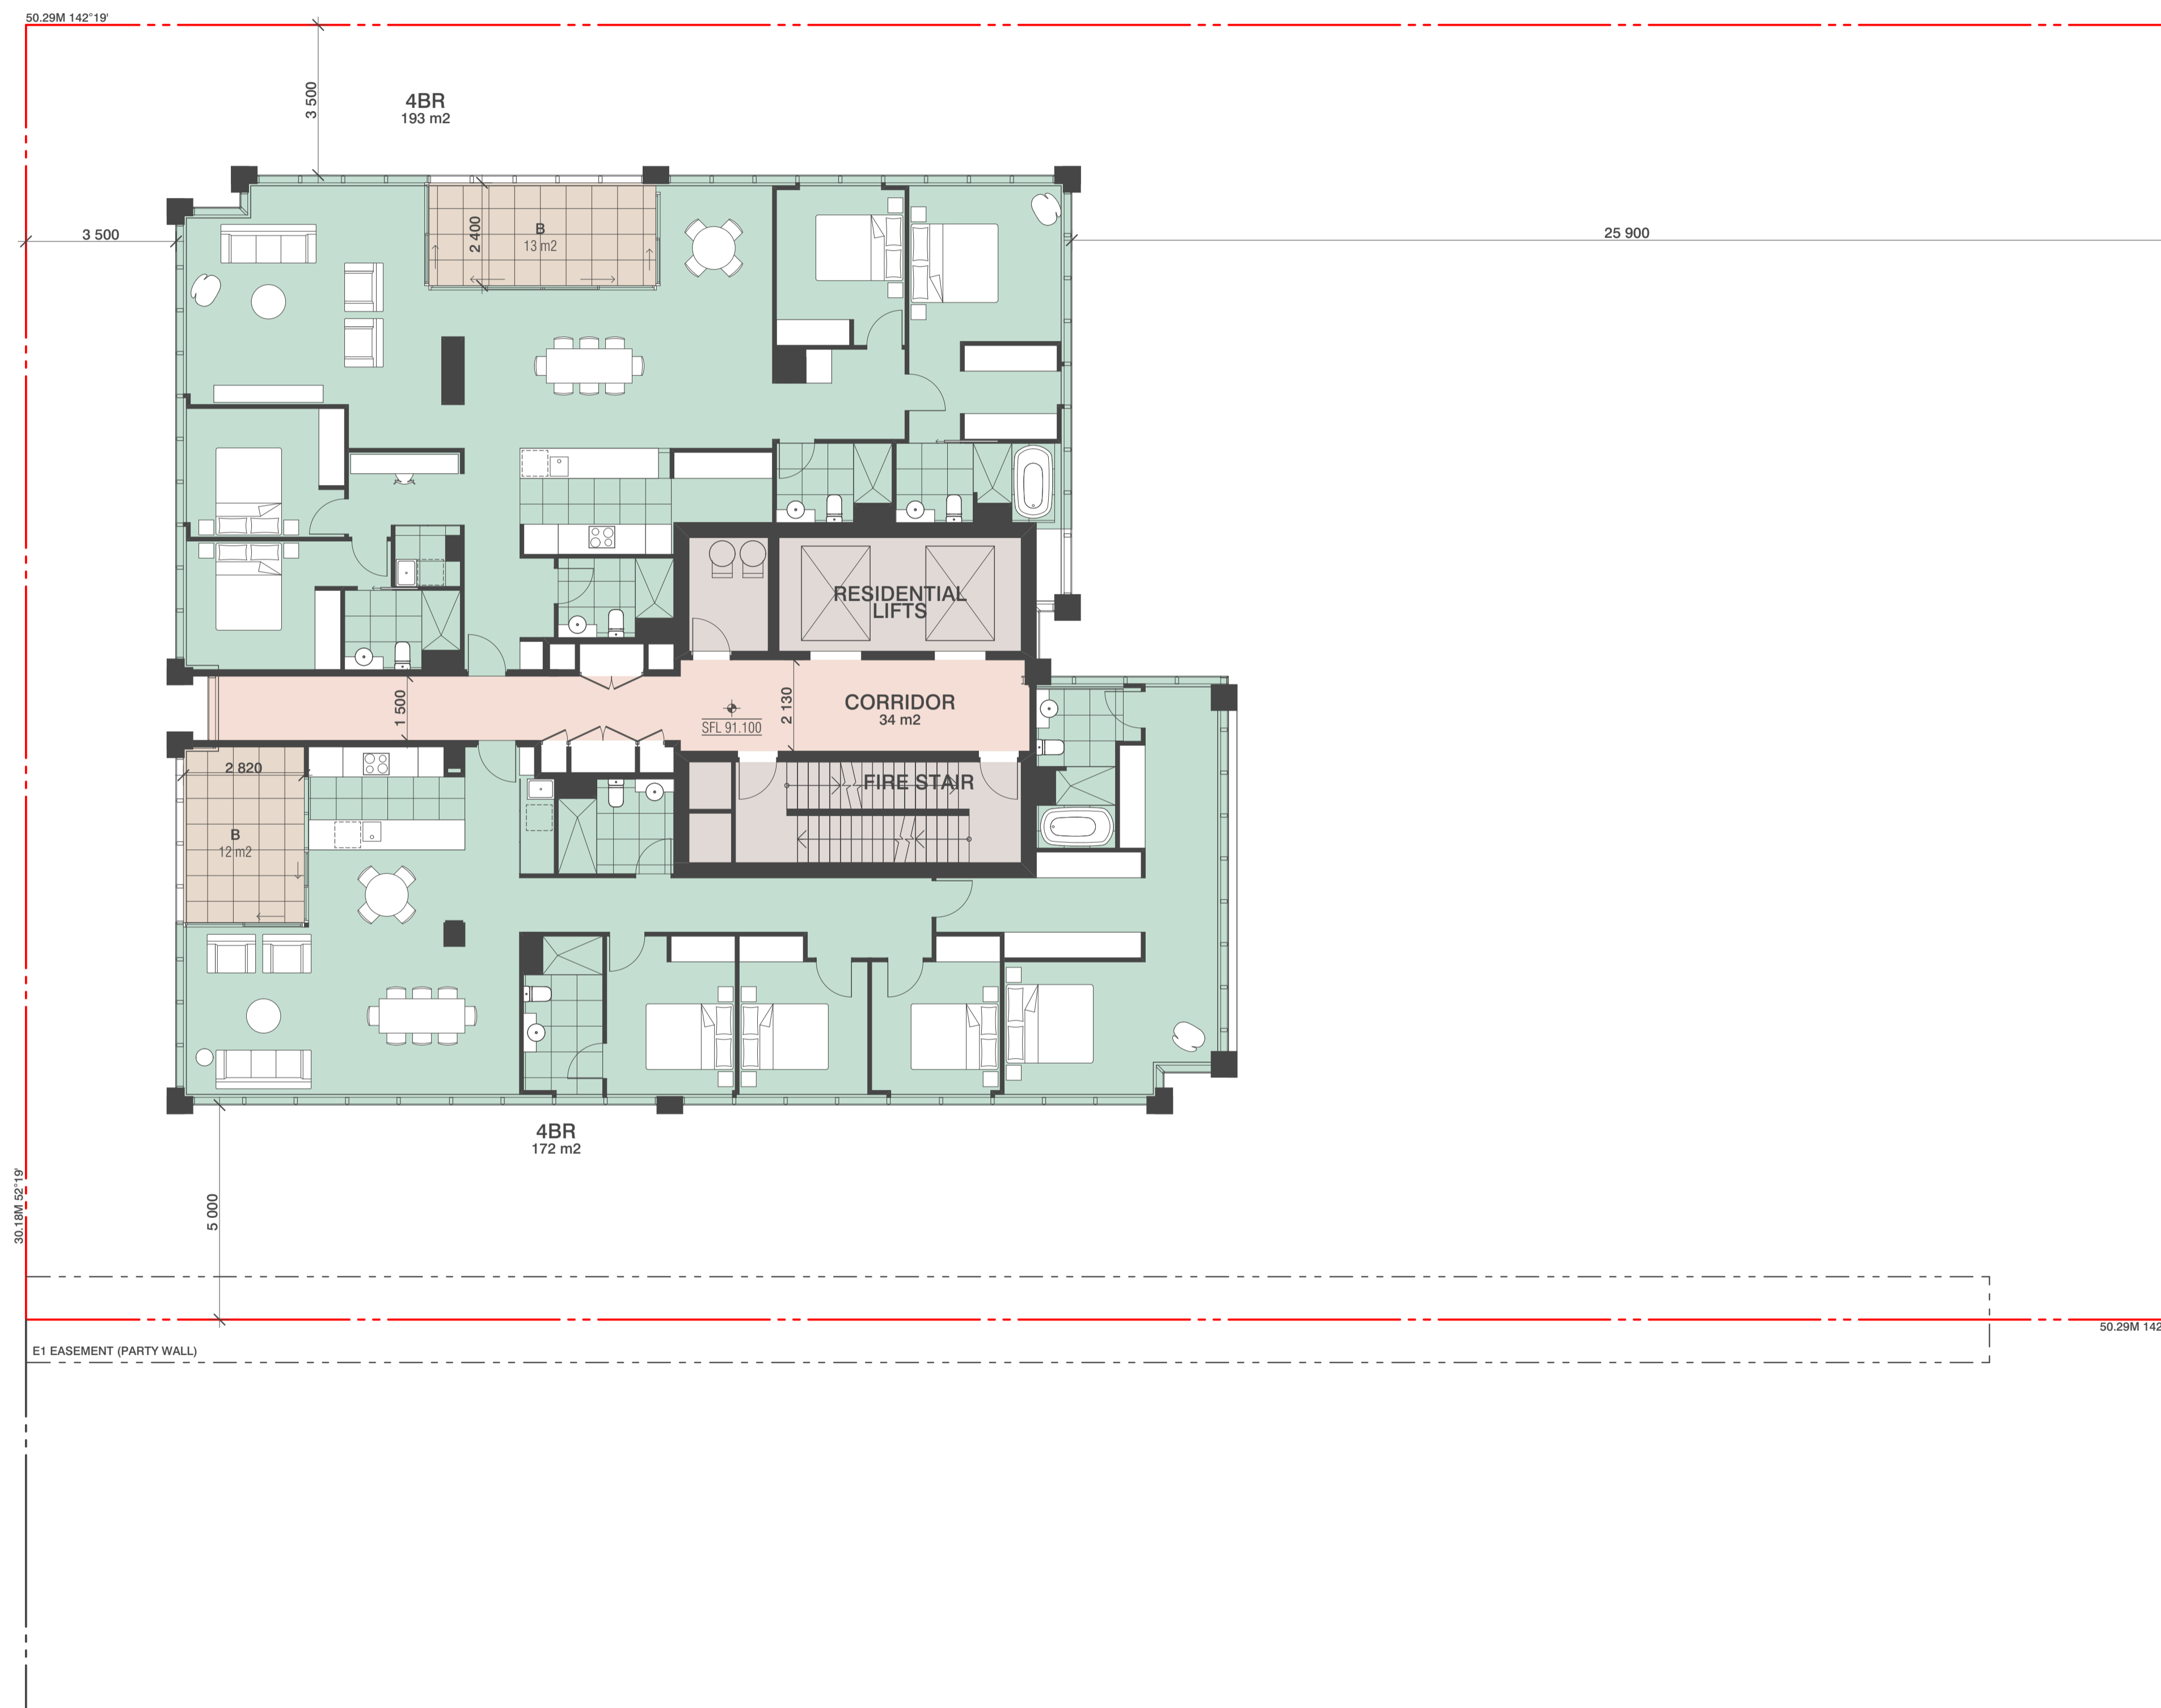 50.29M 142°19'
3 500
4BR
193 m2
3 500
2 400
B
13 m2
25 900
RESIDENTIAL
LIFTS
1 500
SFL 91.100
2 130
CORRIDOR
34 m2
2 820
FIRE STAIR
B
12 m2
4BR
172 m2
5 000
30.18M 52°19'
50.29M 142
E1 EASEMENT (PARTY WALL)